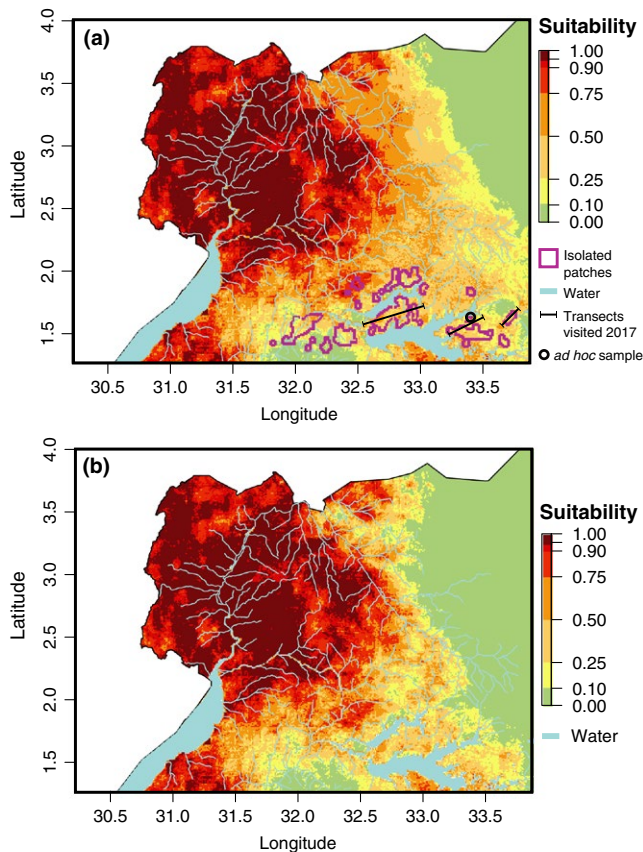 (a)
Suitability
1.00
0.90
0.75
0.50
0.25
0.10
0.00
Isolated
patches
Water
Transects
visited 2017
ad hoc sample
Latitude
4.0
3.5
3.0
2.5
2.0
1.5
30.5 31.0 31.5 32.0 32.5 33.0 33.5
Longitude
(b)
Suitability
1.00
0.90
0.75
0.50
0.25
0.10
0.00
Water
Latitude
4.0
3.5
3.0
2.5
2.0
1.5
30.5 31.0 31.5 32.0 32.5 33.0 33.5
Longitude